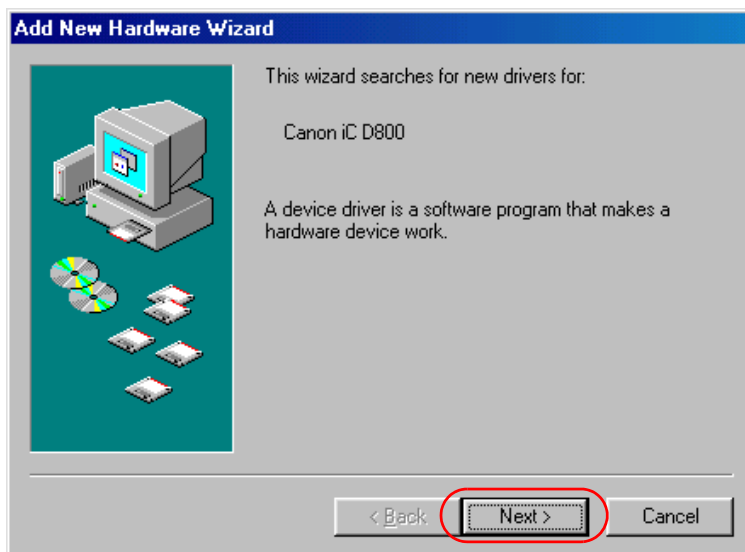 Add New Hardware Wizard
This wizard searches for new drivers for:
Canon iC D800
A device driver is a software program that makes a
hardware device work.
< Back
Next >
Cancel